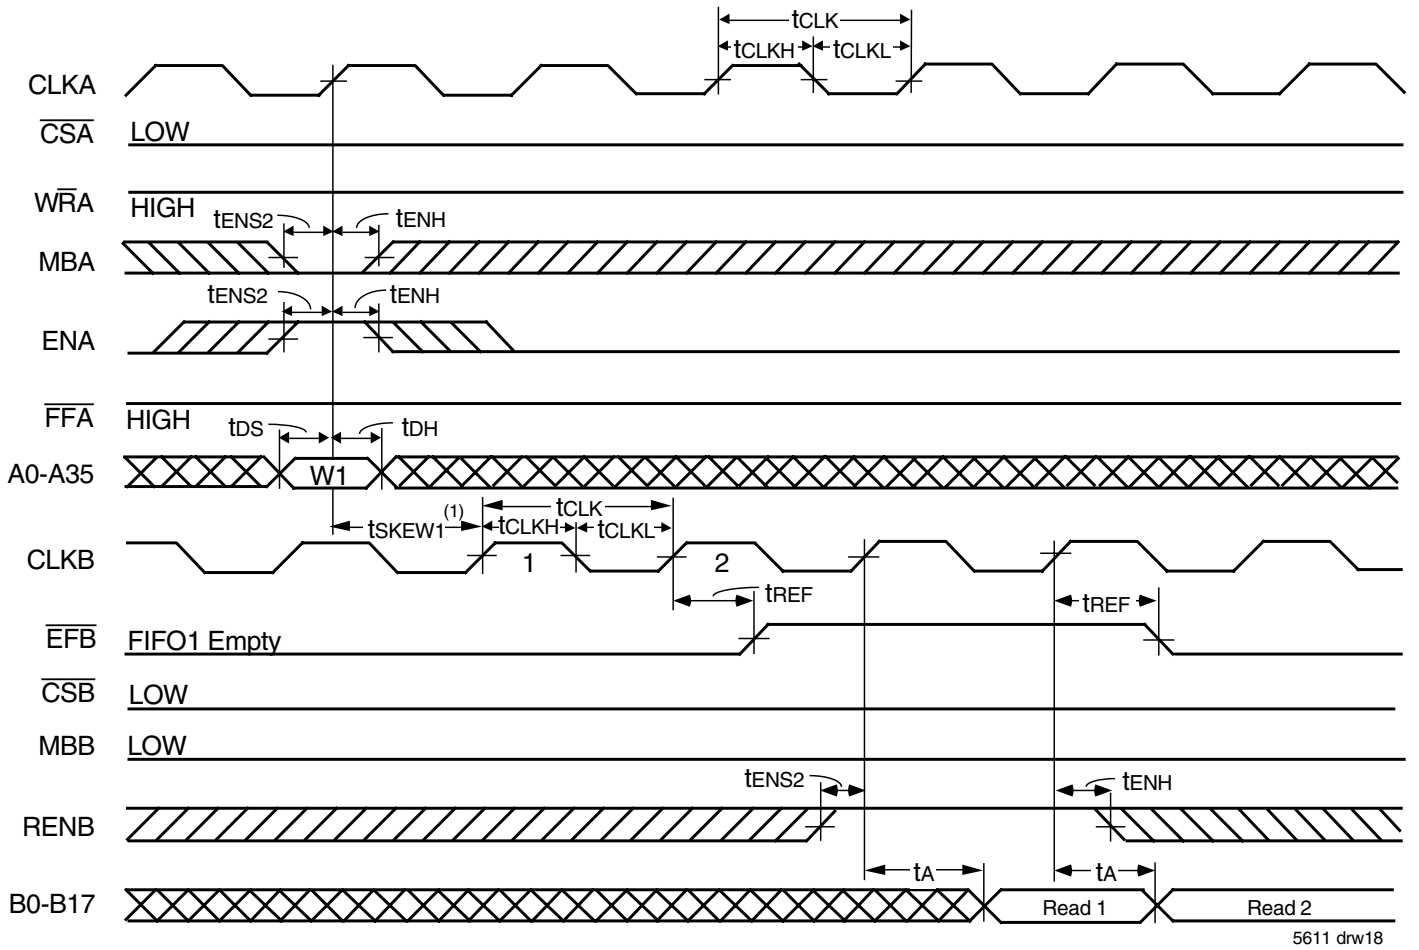 tCLK
tCLKH tCLKL
CLKA
CSA LOW
WRA HIGH
tENS2 tENH
MBA
tENS2 tENH
ENA
FFA HIGH
tDS tDH
A0-A35 W1
tSKEW1(1) tCLK
tCLKH tCLKL
CLKB 1 2
tREF tREF
EFB FIFO1 Empty
CSB LOW
MBB LOW
tENS2 tENH
RENB
tA tA
B0-B17 Read 1 Read 2
5611 drw18